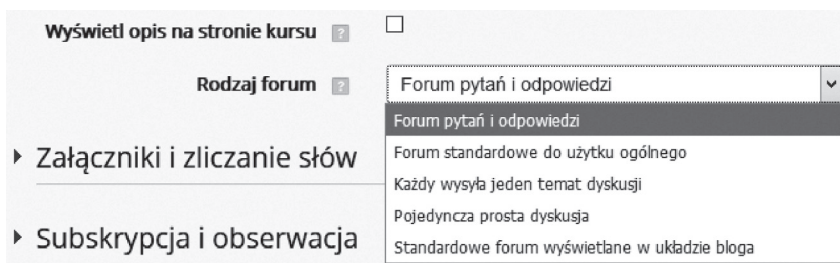 Wyświetl opis na stronie kursu ?
Rodzaj forum ? Forum pytań i odpowiedzi
Forum pytań i odpowiedzi
Forum standardowe do użytku ogólnego
Załączniki i zliczanie słów
Każdy wysyła jeden temat dyskusji
Pojedyncza prosta dyskusja
Subskrypcja i obserwacja
Standardowe forum wyświetlane w układzie bloga